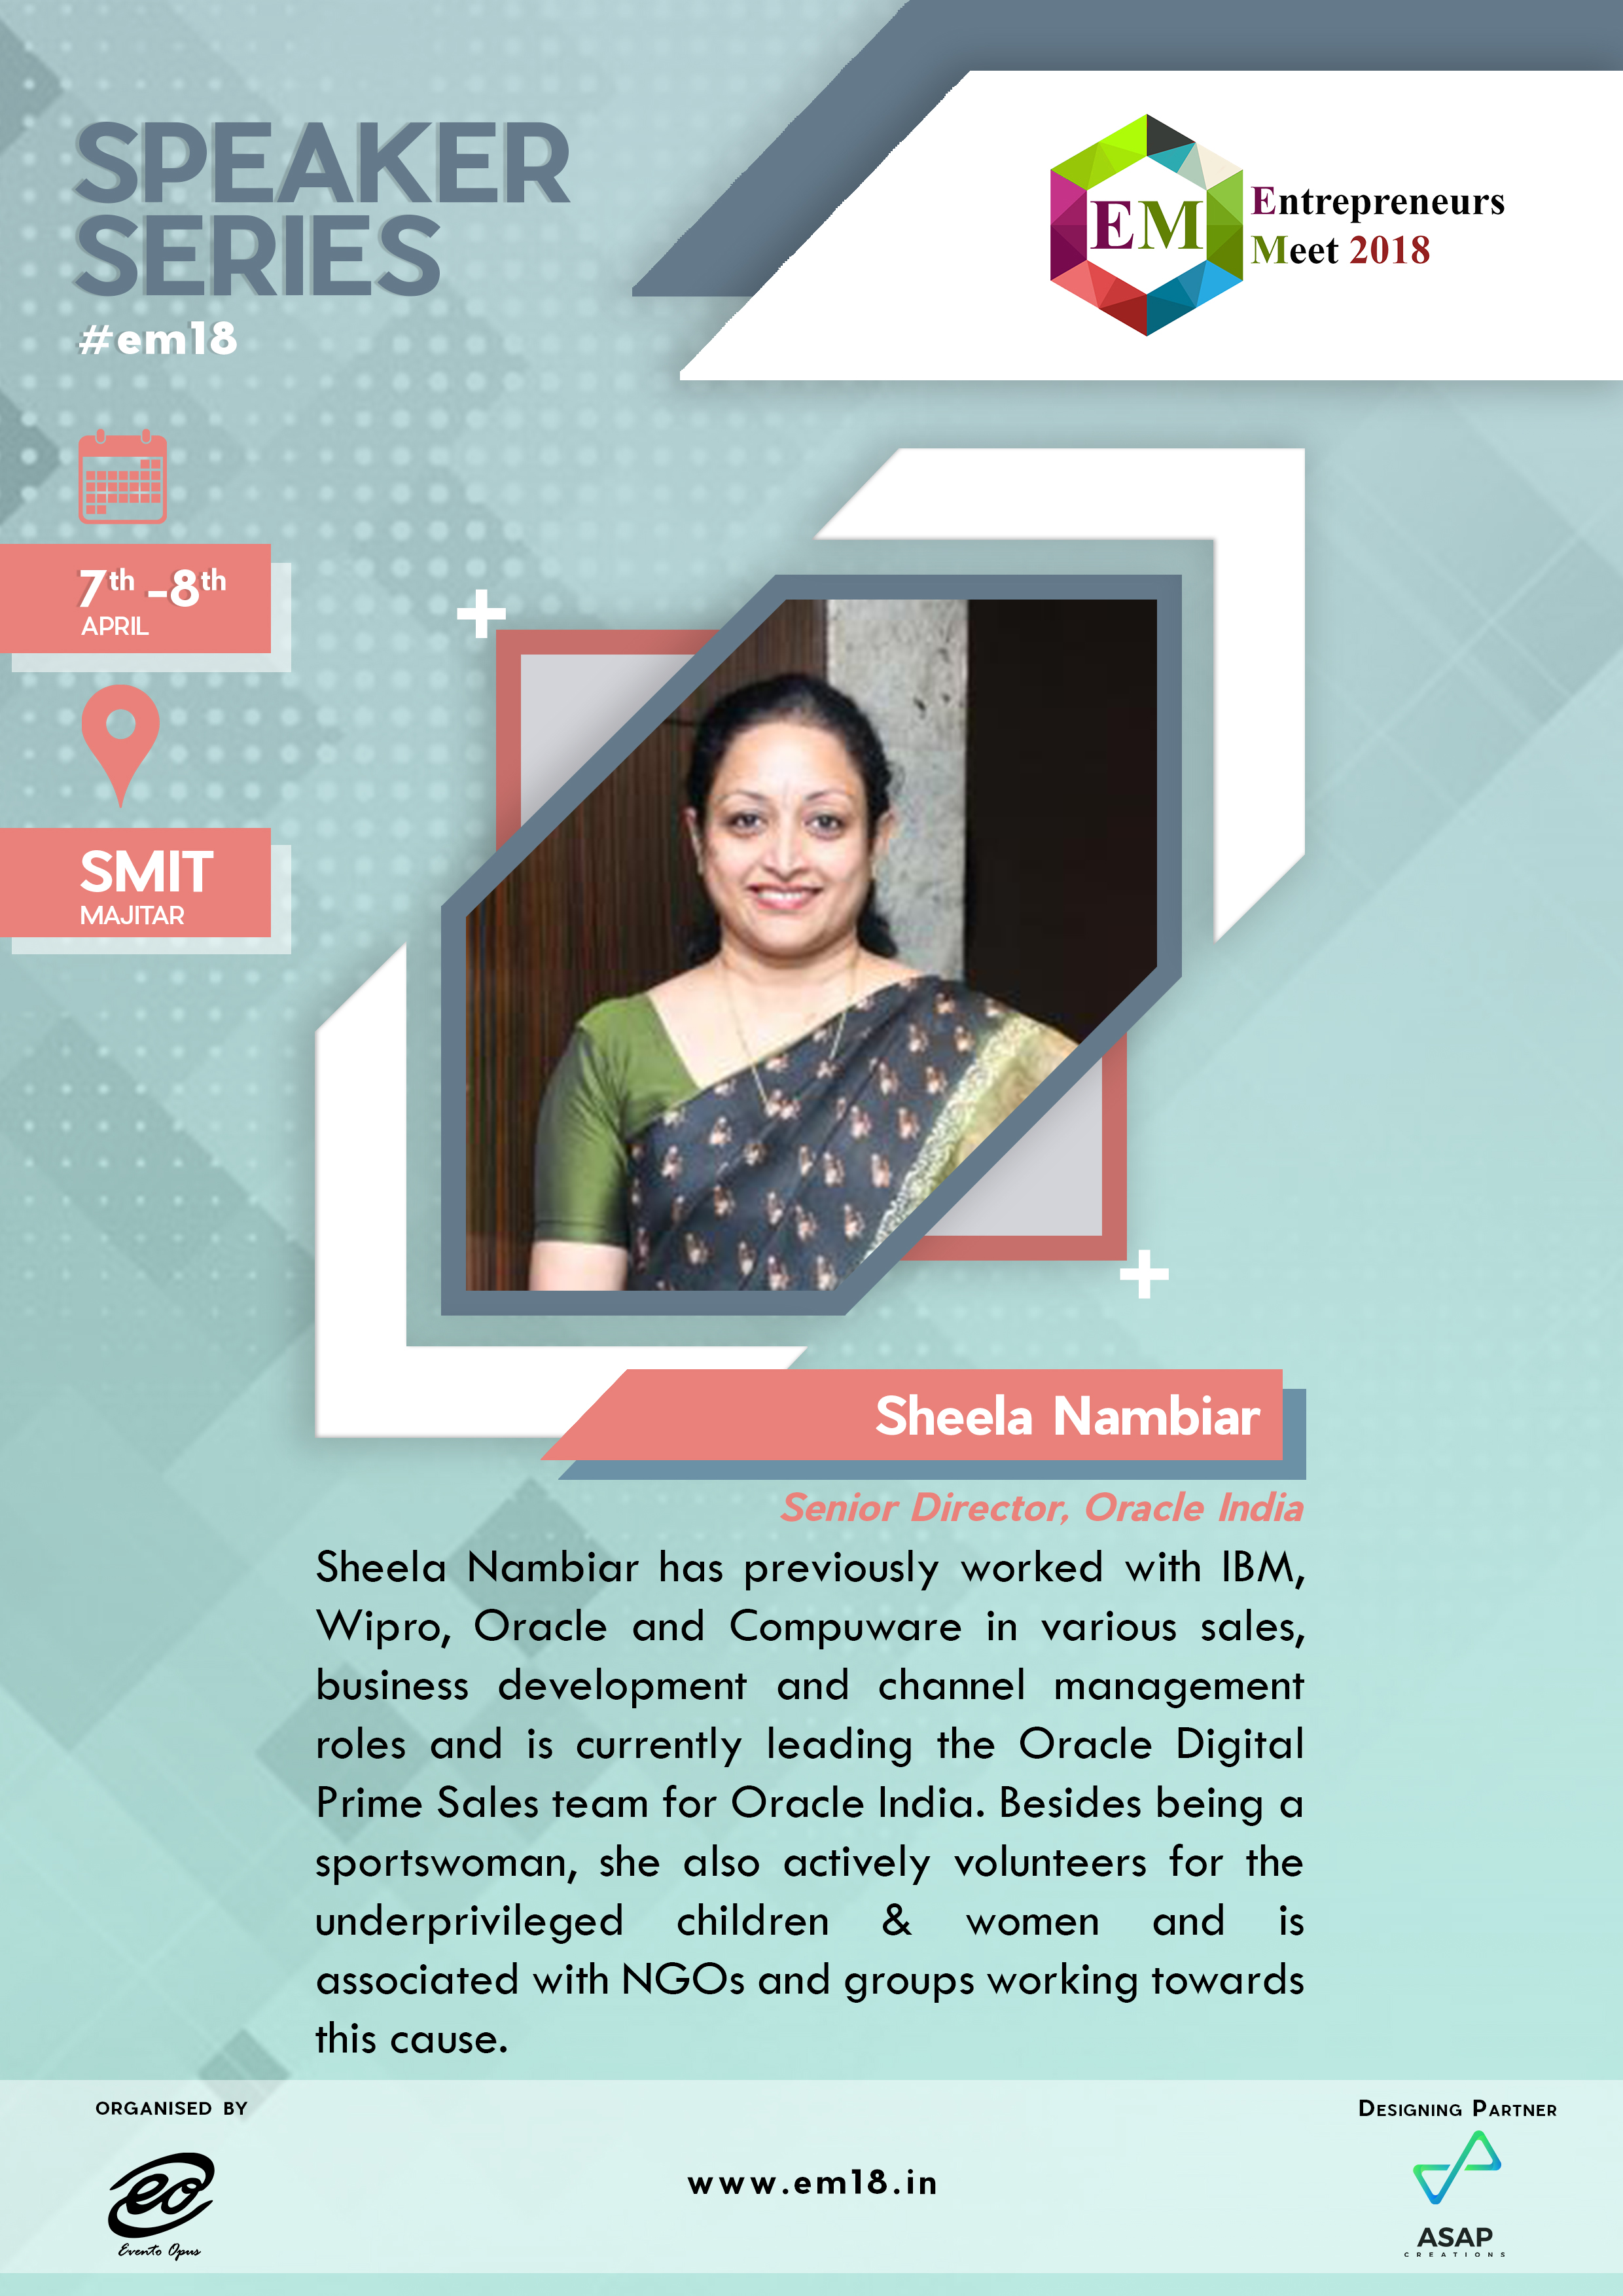 SPEAKER
SERIES
#em18
EM
Entrepreneurs
Meet 2018
7th -8th
APRIL
SMIT
MAJITAR
Sheela Nambiar
Senior Director, Oracle India
Sheela Nambiar has previously worked with IBM,
Wipro, Oracle and Compuware in various sales,
business development and channel management
roles and is currently leading the Oracle Digital
Prime Sales team for Oracle India. Besides being a
sportswoman, she also actively volunteers for the
underprivileged children & women and is
associated with NGOs and groups working towards
this cause.
ORGANISED BY
eo
Evento Opus
www.em18.in
DESIGNING PARTNER
ASAP
CREATIONS